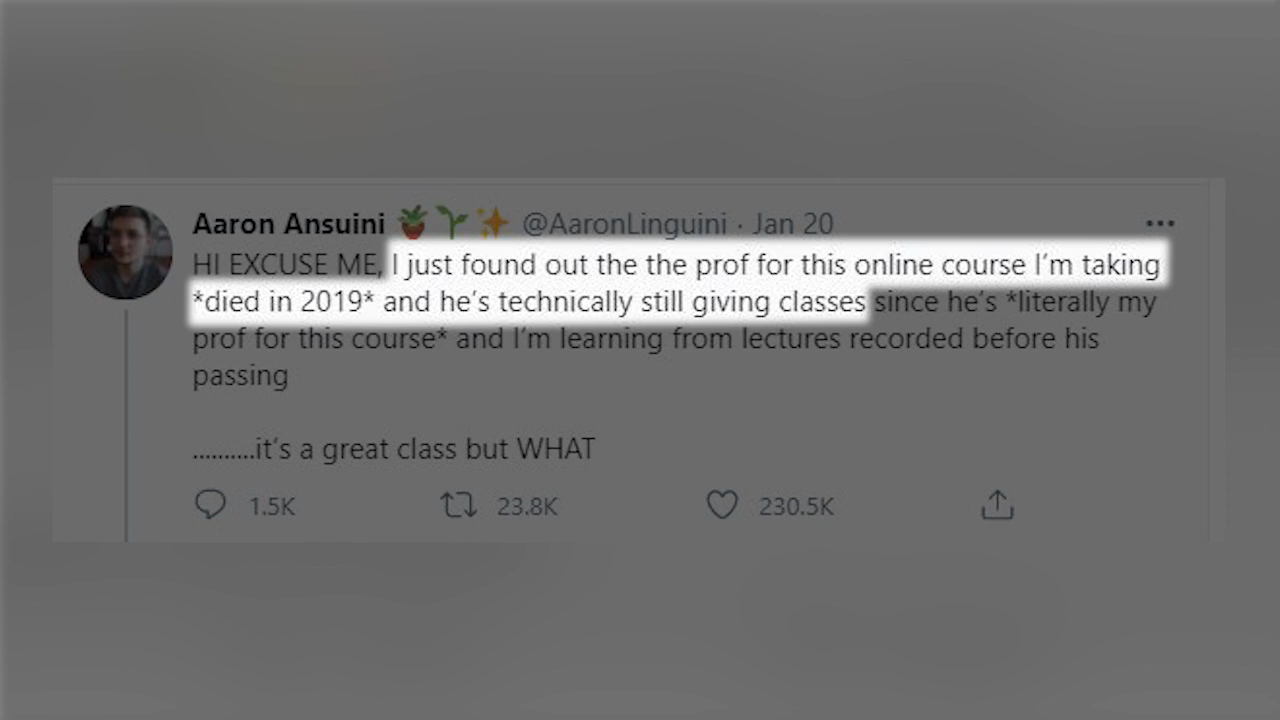 Aaron Ansuini 🪴🌱✨ @AaronLinguini · Jan 20
HI EXCUSE ME, I just found out the the prof for this online course I’m taking
*died in 2019* and he’s technically still giving classes since he’s *literally my
prof for this course* and I’m learning from lectures recorded before his
passing
..........it’s a great class but WHAT
1.5K 23.8K 230.5K